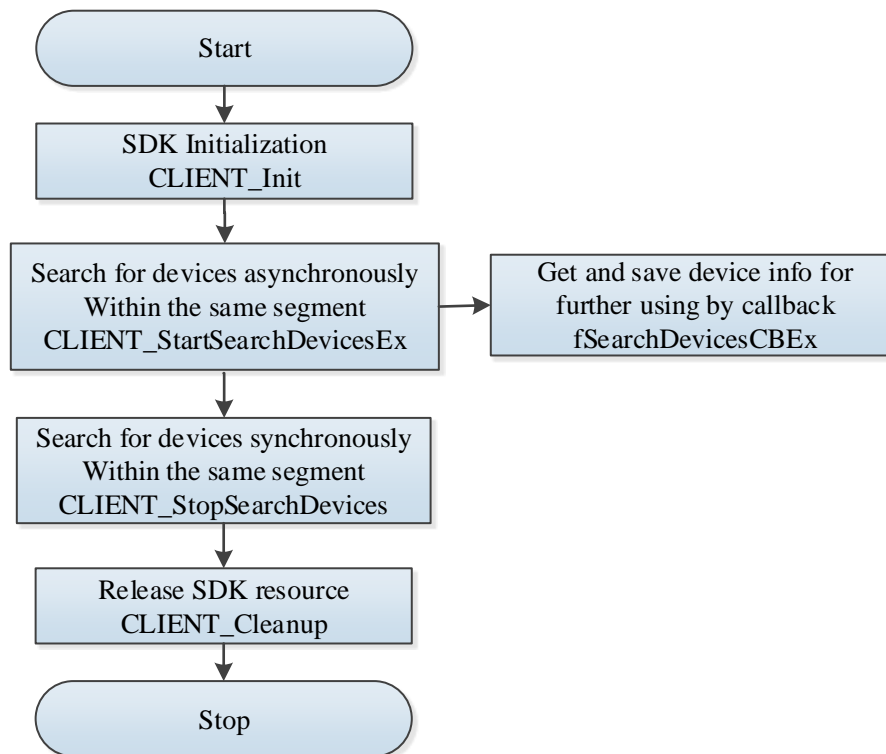 Start
SDK Initialization
CLIENT_Init
Search for devices asynchronously
Within the same segment
CLIENT_StartSearchDevicesEx
Get and save device info for
further using by callback
fSearchDevicesCBEx
Search for devices synchronously
Within the same segment
CLIENT_StopSearchDevices
Release SDK resource
CLIENT_Cleanup
Stop